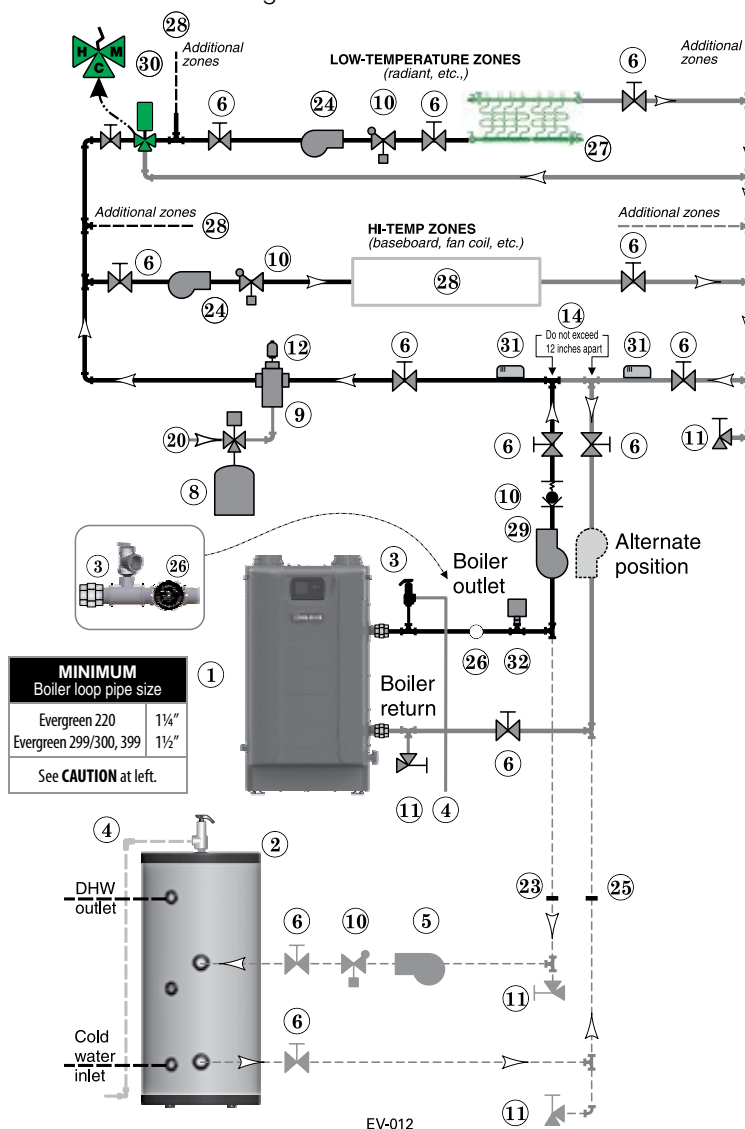 28
H M
C
30
Additional
zones
LOW-TEMPERATURE ZONES
(radiant, etc.,)
6
Additional
zones
6
24
10
6
27
Additional zones
28
HI-TEMP ZONES
(baseboard, fan coil, etc.)
Additional zones
6
6
10
24
28
14
Do not exceed
12 inches apart
12
6
31
31
6
9
20
8
6
6
11
10
29
Alternate
position
3
26
3
Boiler
outlet
26
32
1
MINIMUM
Boiler loop pipe size
Evergreen 220 1¼"
Evergreen 299/300, 399 1½"
See CAUTION at left.
Boiler
return
6
11
4
4
2
DHW
outlet
23
25
6
10
5
11
6
Cold
water
inlet
11
EV-012